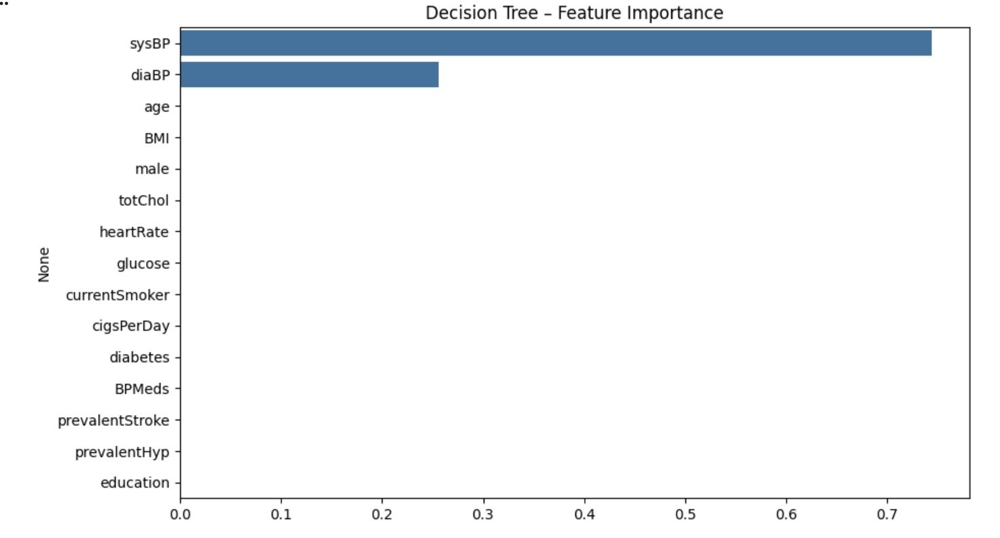 Decision Tree – Feature Importance
sysBP
diaBP
age
BMI
male
totChol
heartRate
glucose
currentSmoker
cigsPerDay
diabetes
BPMeds
prevalentStroke
prevalentHyp
education
None
0.0 0.1 0.2 0.3 0.4 0.5 0.6 0.7